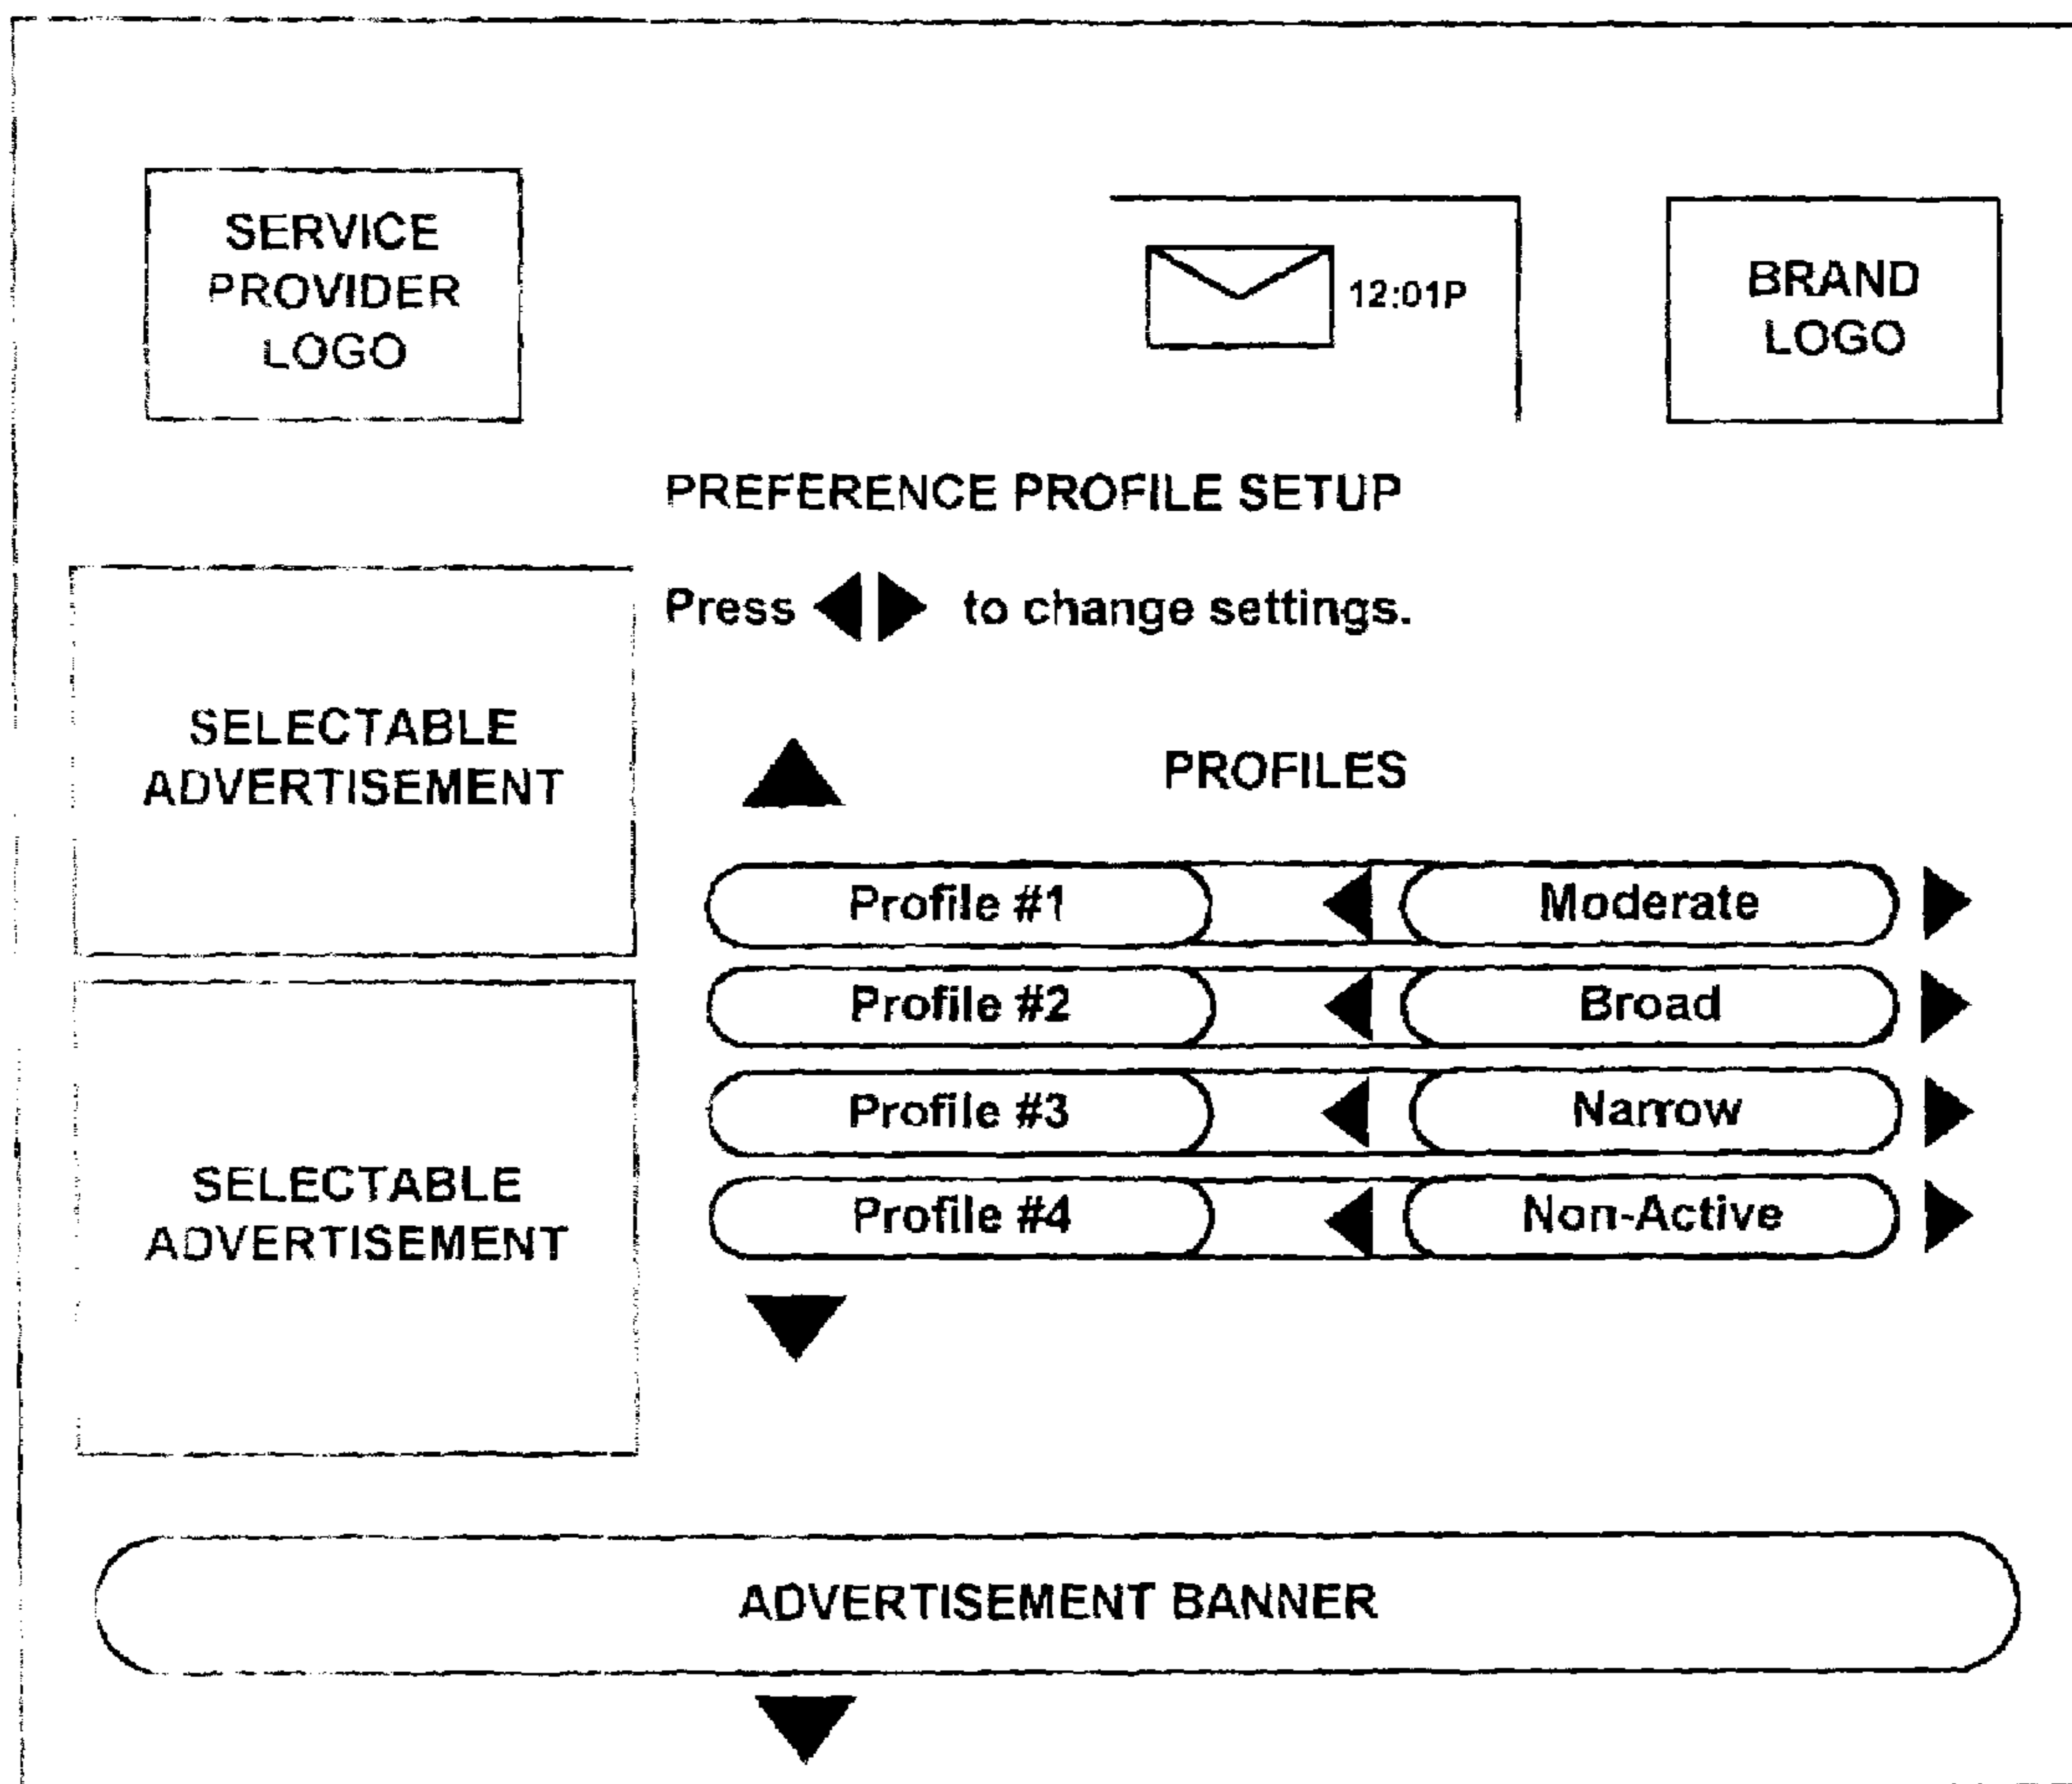 SERVICE
PROVIDER
LOGO
12:01P
BRAND
LOGO
PREFERENCE PROFILE SETUP
Press to change settings.
SELECTABLE
ADVERTISEMENT
PROFILES
Profile #1 Moderate
Profile #2 Broad
Profile #3 Narrow
Profile #4 Non-Active
SELECTABLE
ADVERTISEMENT
ADVERTISEMENT BANNER